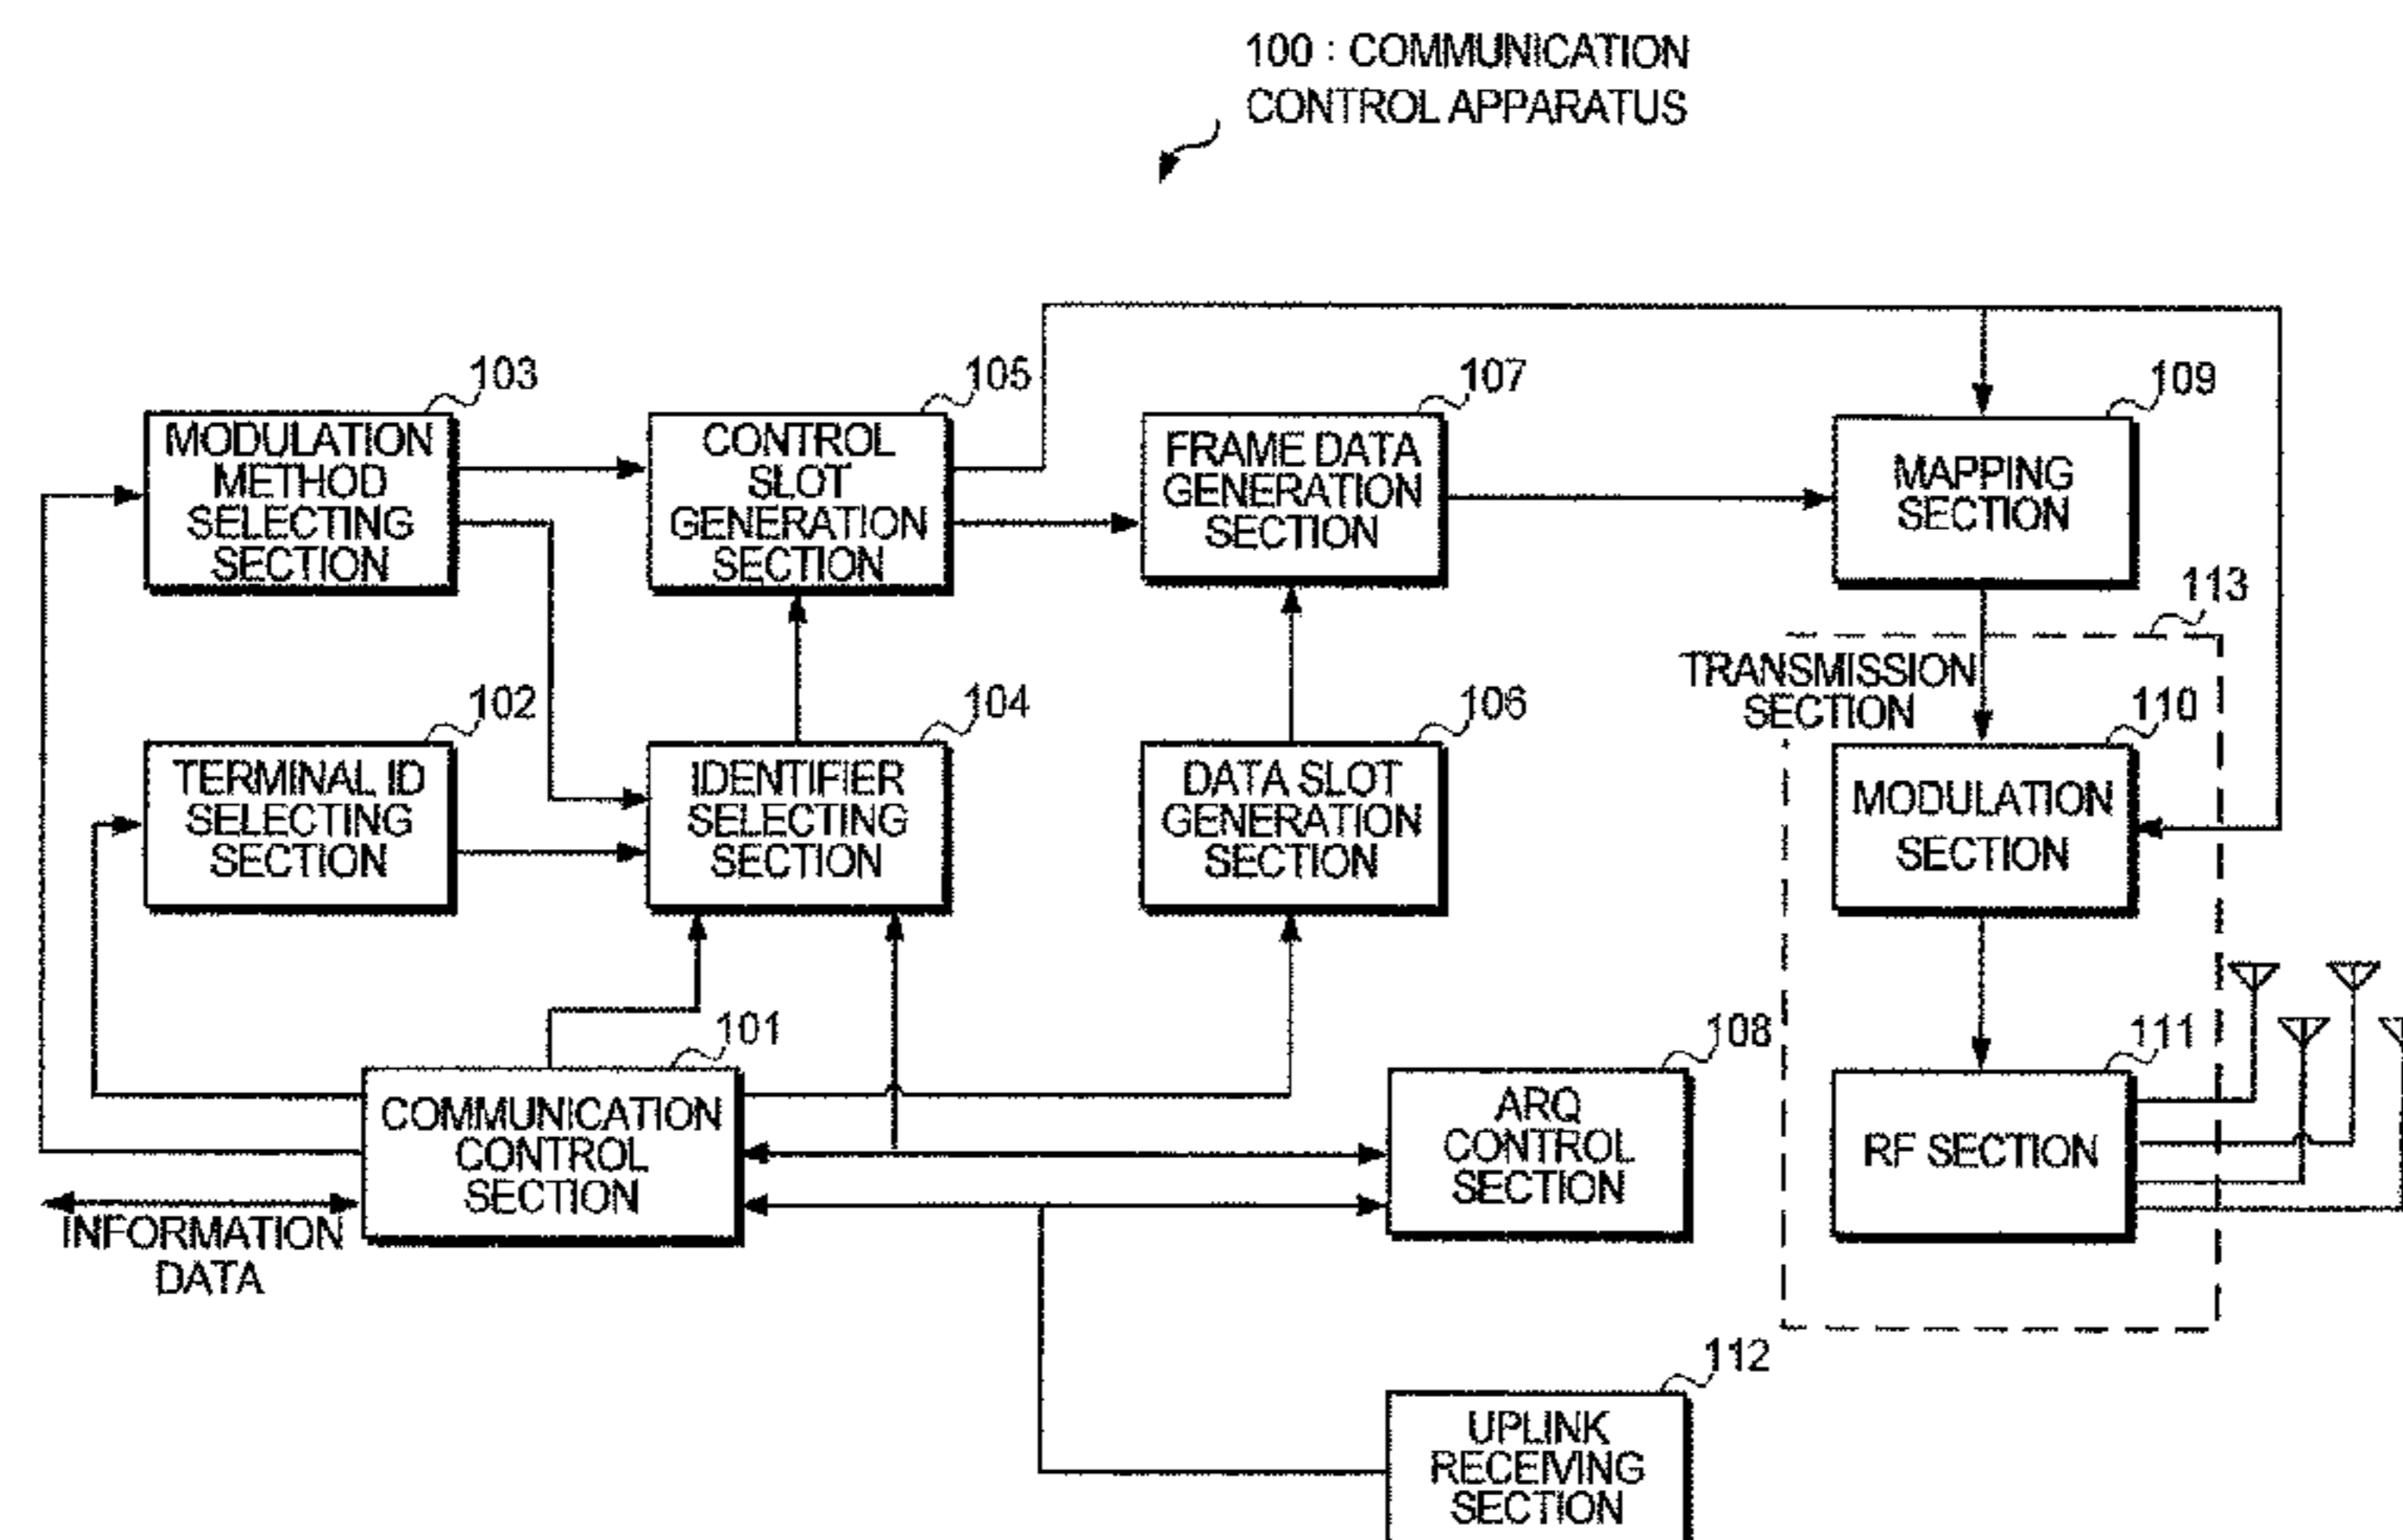 100 : COMMUNICATION
CONTROL APPARATUS
103
MODULATION
METHOD
SELECTING
SECTION
105
CONTROL
SLOT
GENERATION
SECTION
107
FRAME DATA
GENERATION
SECTION
109
MAPPING
SECTION
113
TRANSMISSION
SECTION
102
TERMINAL ID
SELECTING
SECTION
104
IDENTIFIER
SELECTING
SECTION
106
DATA SLOT
GENERATION
SECTION
110
MODULATION
SECTION
101
COMMUNICATION
CONTROL
SECTION
108
ARQ
CONTROL
SECTION
111
RF SECTION
INFORMATION
DATA
112
UPLINK
RECEIVING
SECTION